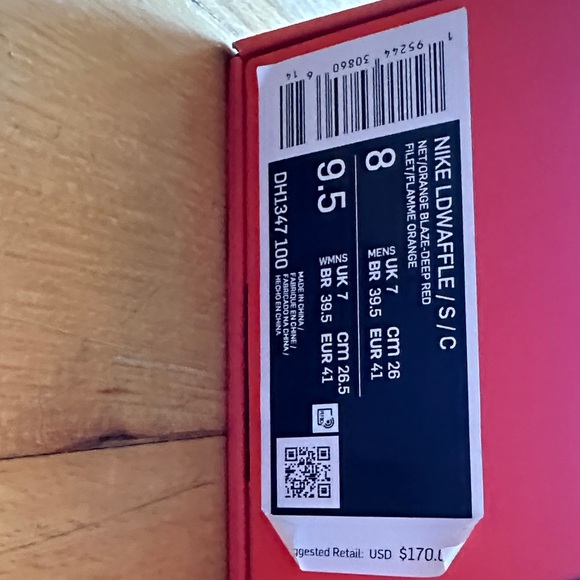 1 95244 30860 6 14
NIKE LDWAFFLE / S / C
NET/ORANGE BLAZE-DEEP RED
FILET/FLAMME ORANGE
8
MENS UK 7 cm 26
BR 39.5 EUR 41
9.5
WMNS UK 7 cm 26.5
BR 39.5 EUR 41
DH1347 100
MADE IN CHINA /
FABRIQUE EN CHINE /
FABRICADO NA CHINA /
HECHO EN CHINA
ggested Retail: USD $170.